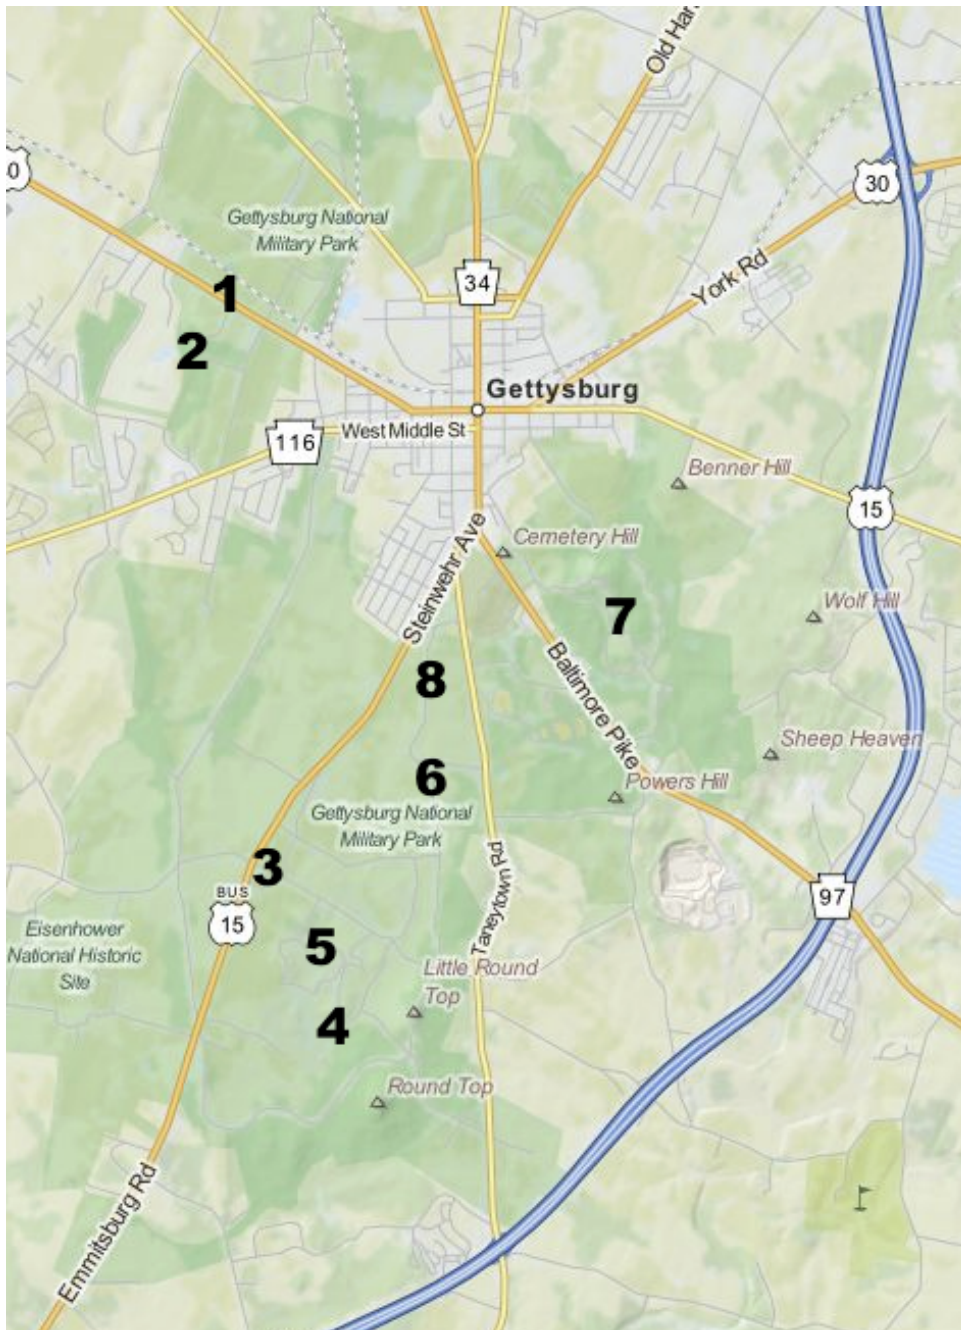 Old Har
30
30
Gettysburg National
Military Park
1
34
York Rd
2
Gettysburg
116
West Middle St
Benner Hill
15
Steinwehr Ave
Cemetery Hill
Wolf Hill
7
8
Baltimore Pike
Sheep Heaven
6
Powers Hill
Gettysburg National
Military Park
3
BUS
15
Taneytown Rd
97
Eisenhower
National Historic
Site
5
Little Round
Top
4
Round Top
Emmitsburg Rd